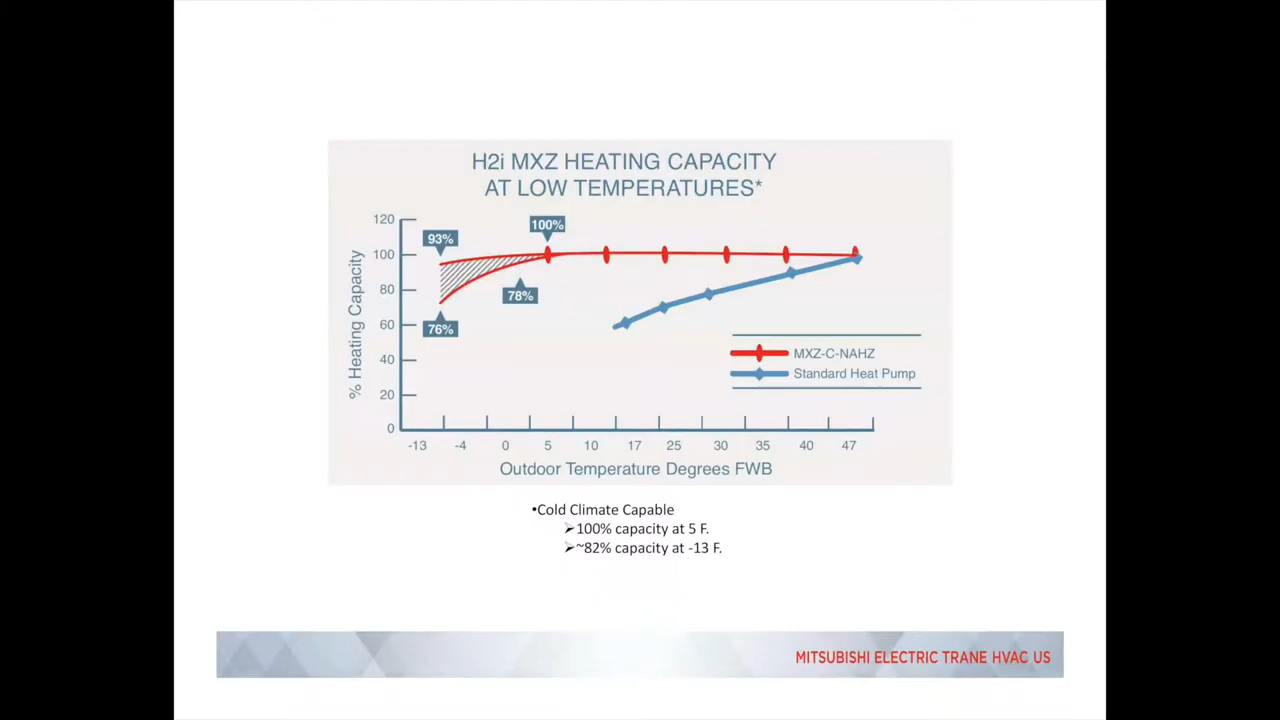 H2i MXZ HEATING CAPACITY
AT LOW TEMPERATURES*
% Heating Capacity
120
100
80
60
40
20
0
93%
100%
78%
76%
MXZ-C-NAHZ
Standard Heat Pump
-13 -4 0 5 10 17 25 30 35 40 47
Outdoor Temperature Degrees FWB
•Cold Climate Capable
➢100% capacity at 5 F.
➢~82% capacity at -13 F.
MITSUBISHI ELECTRIC TRANE HVAC US